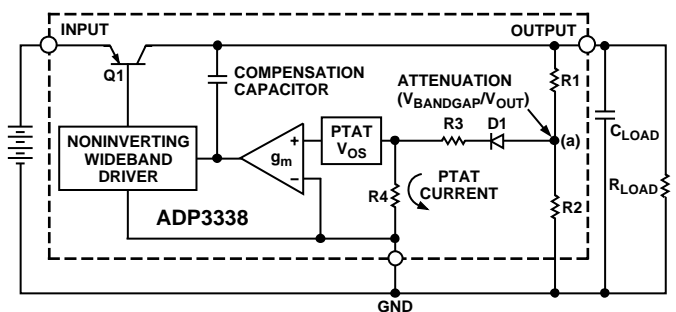 INPUT
OUTPUT
Q1
COMPENSATION
CAPACITOR
ATTENUATION
(VBANDGAP/VOUT)
R1
NONINVERTING
WIDEBAND
DRIVER
gm
+
−
PTAT
VOS
R3
D1
(a)
CLOAD
RLOAD
R4
PTAT
CURRENT
R2
ADP3338
GND